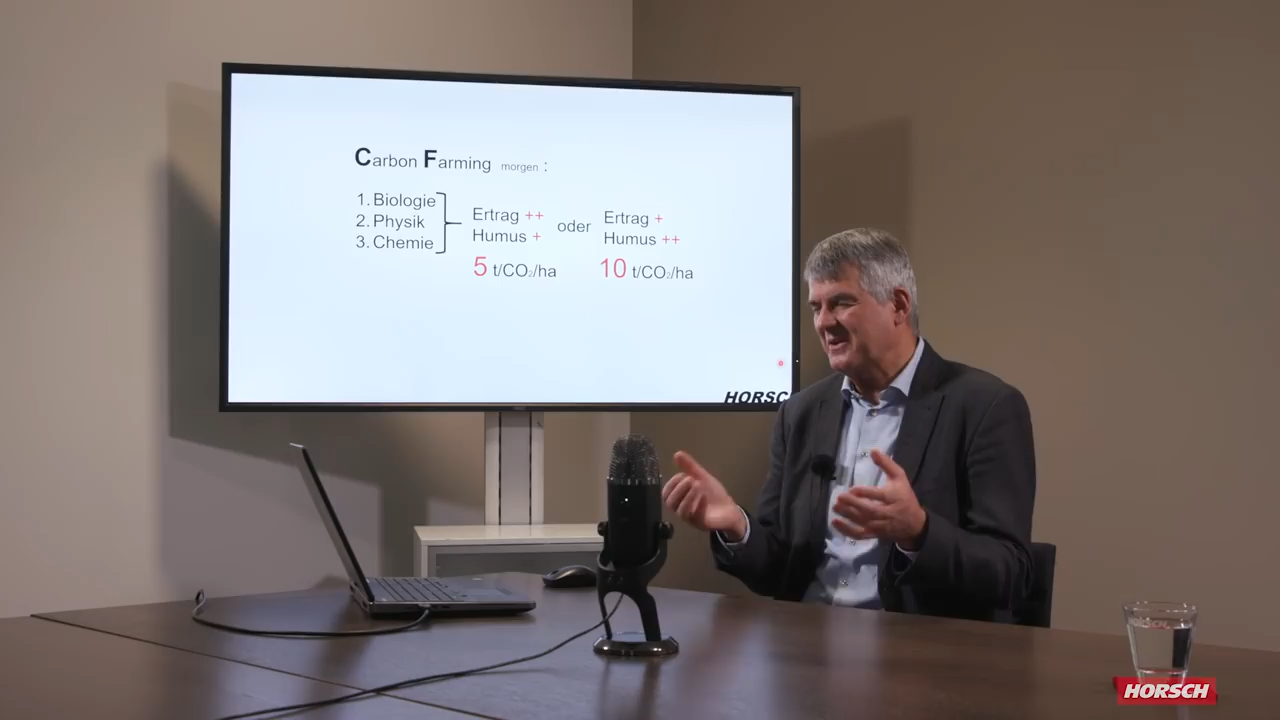 Carbon Farming morgen :
1. Biologie
2. Physik
3. Chemie
Ertrag ++
Humus +
oder
Ertrag +
Humus ++
5 t/CO₂/ha
10 t/CO₂/ha
HORSC
HORSCH